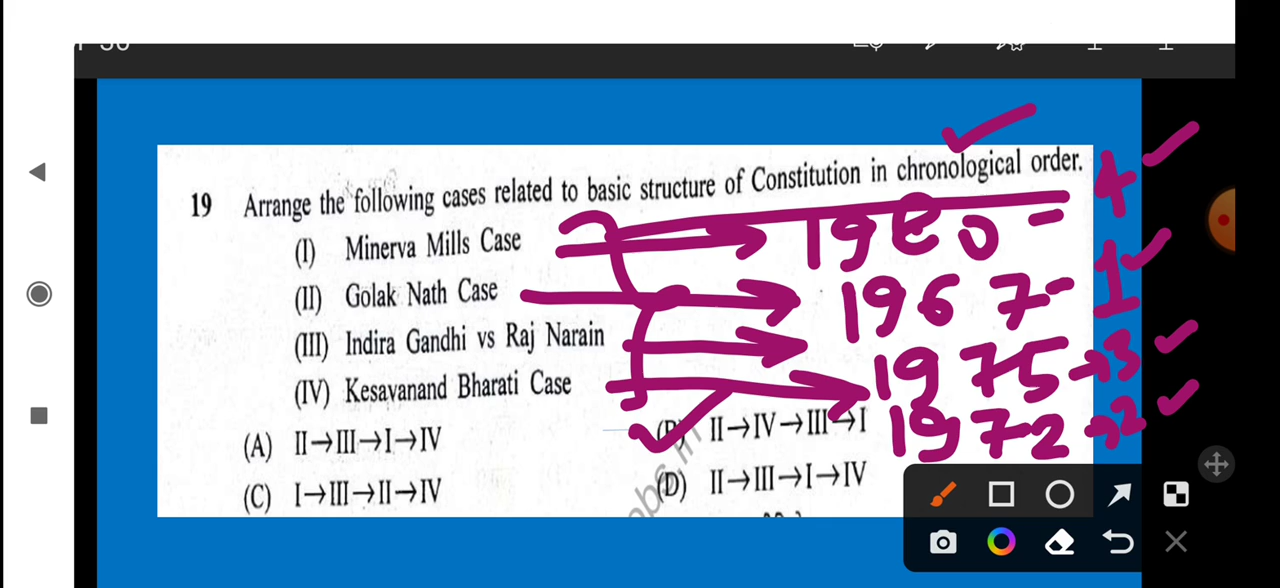 19 Arrange the following cases related to basic structure of Constitution in chronological order. 4
(I) Minerva Mills Case 1980 -
(II) Golak Nath Case 1967 - 1
(III) Indira Gandhi vs Raj Narain 1975 → 3
(IV) Kesavanand Bharati Case 1972 → 2
(A) II→III→I→IV (B) II→IV→III→I
(C) I→III→II→IV (D) II→III→I→IV